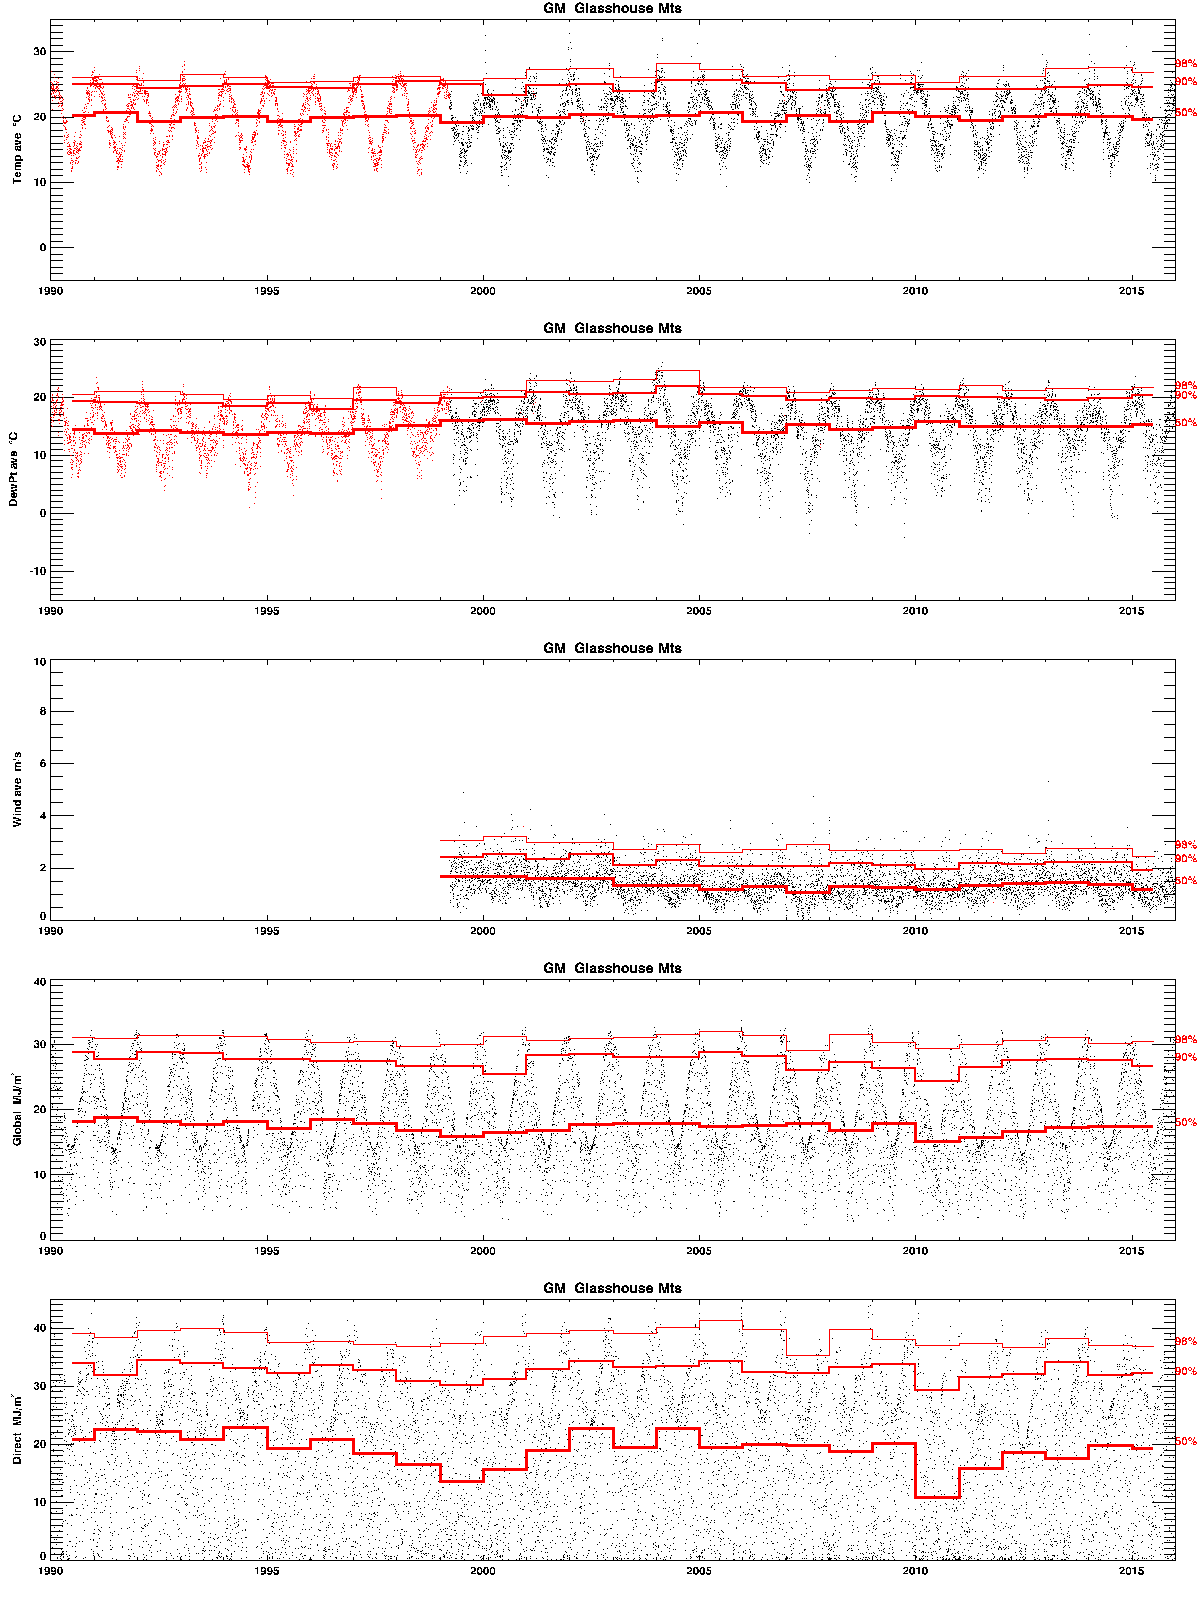 GM Glasshouse Mts
30
20
10
0
Temp ave °C
98%
90%
50%
1990 1995 2000 2005 2010 2015
GM Glasshouse Mts
30
20
10
0
-10
DewPt ave °C
98%
90%
50%
1990 1995 2000 2005 2010 2015
GM Glasshouse Mts
10
8
6
4
2
0
Wind ave m/s
98%
90%
50%
1990 1995 2000 2005 2010 2015
GM Glasshouse Mts
40
30
20
10
0
Global MJ/m²
98%
90%
50%
1990 1995 2000 2005 2010 2015
GM Glasshouse Mts
40
30
20
10
0
Direct MJ/m²
98%
90%
50%
1990 1995 2000 2005 2010 2015